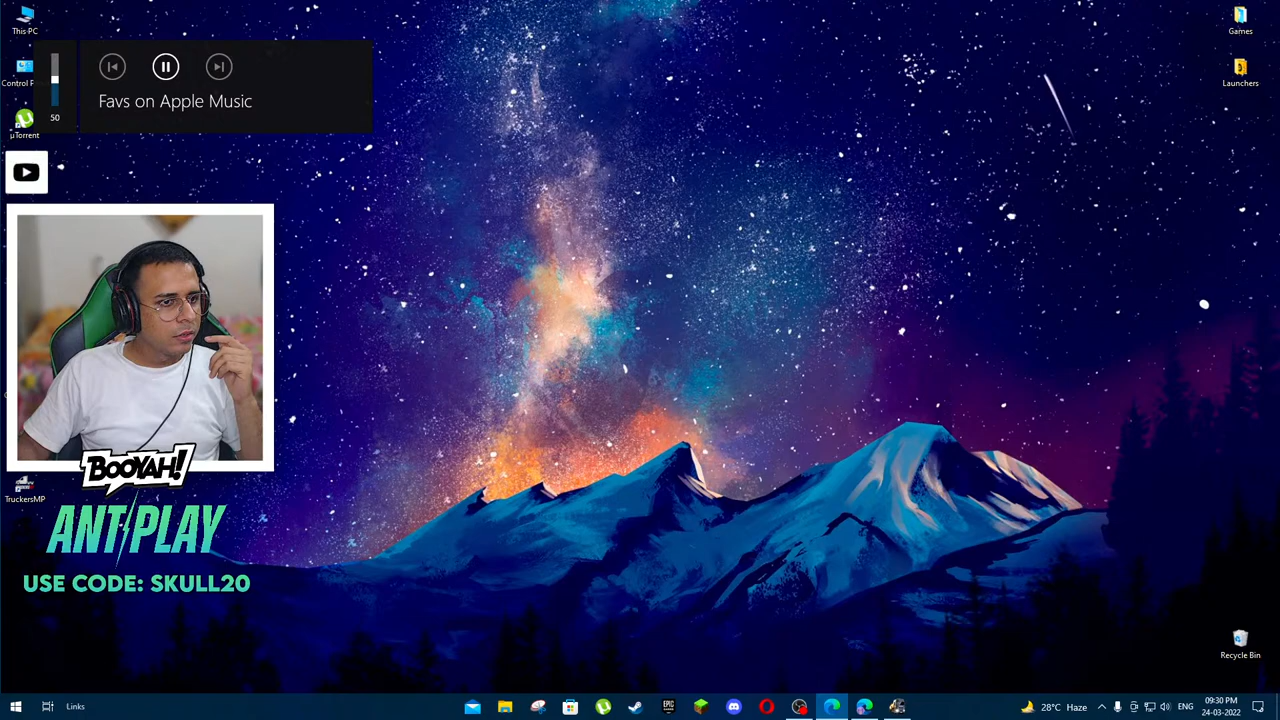 This PC
Games
Control P
Launchers
50
Favs on Apple Music
µTorrent
BOOYAH!
TruckersMP
ANTPLAY
USE CODE: SKULL20
Recycle Bin
Links
EPIC
28°C Haze
ENG
09:30 PM
24-03-2022